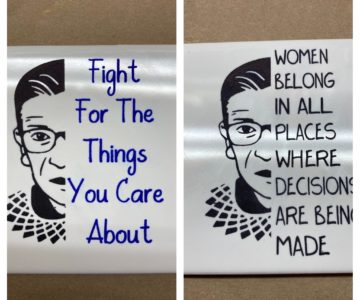 Fight
For The
Things
You Care
About
WOMEN
BELONG
IN ALL
PLACES
WHERE
DECISIONS
ARE BEING
MADE